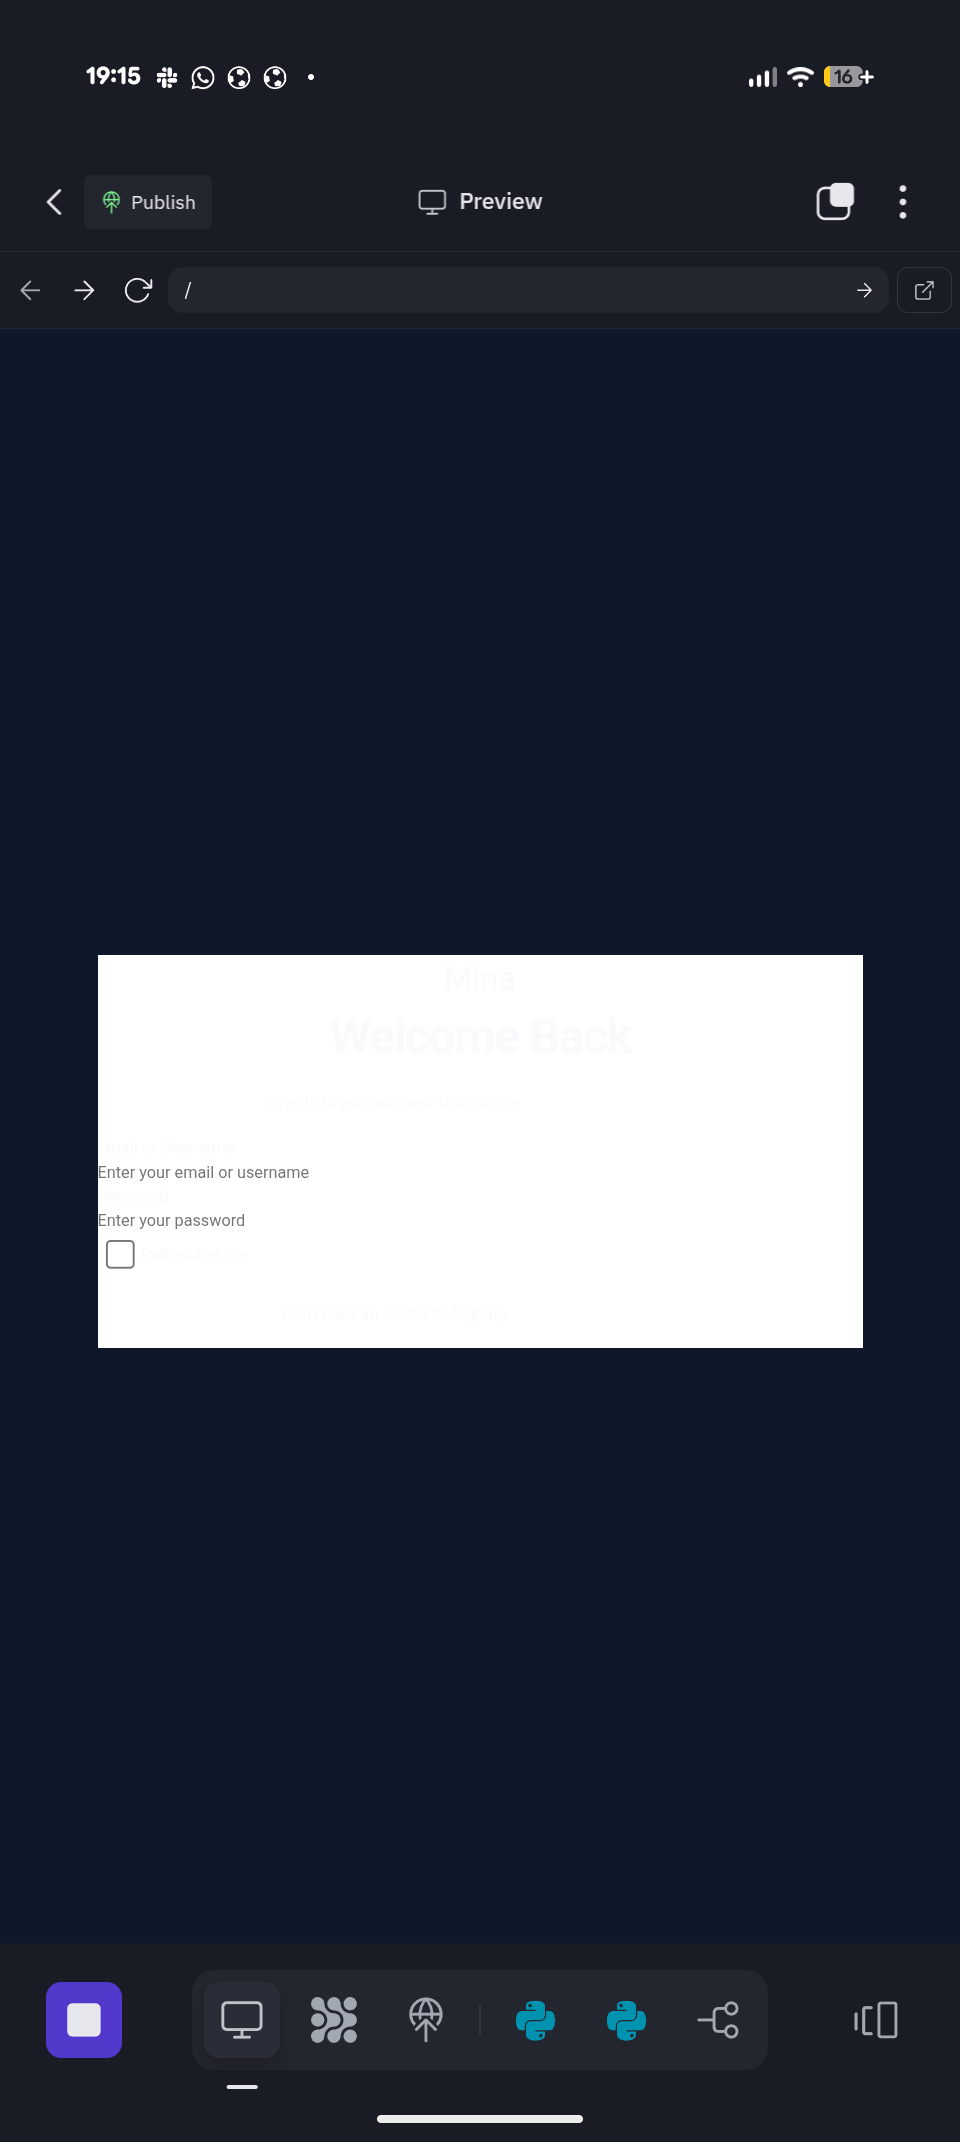 19:15
16+
Publish
Preview
/
Mina
Welcome Back
Sign in to your account to continue
Email or Username
Enter your email or username
Password
Enter your password
Remember me
Don't have an account? Sign up